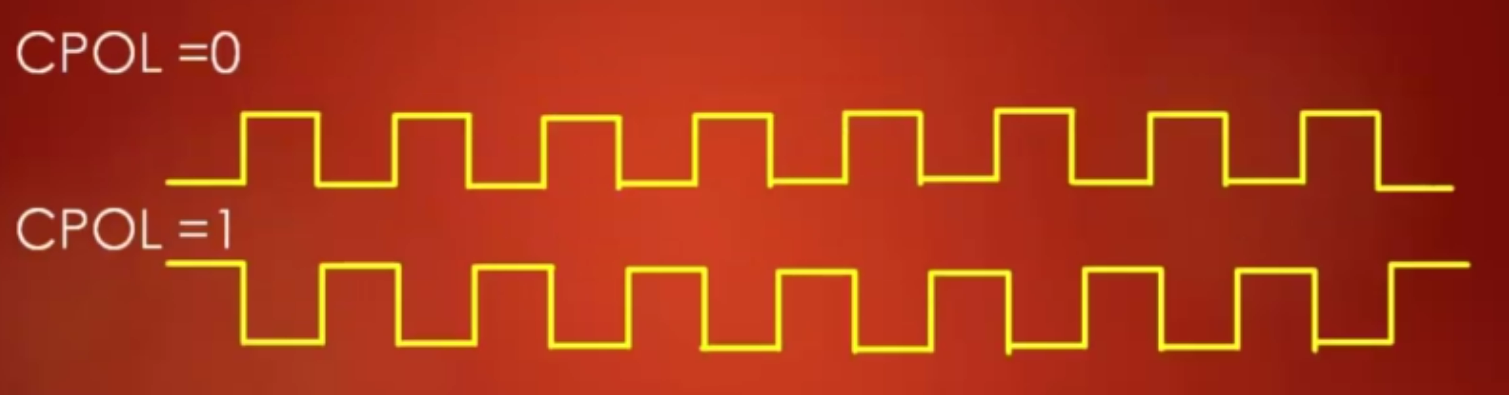 CPOL =0
CPOL =1